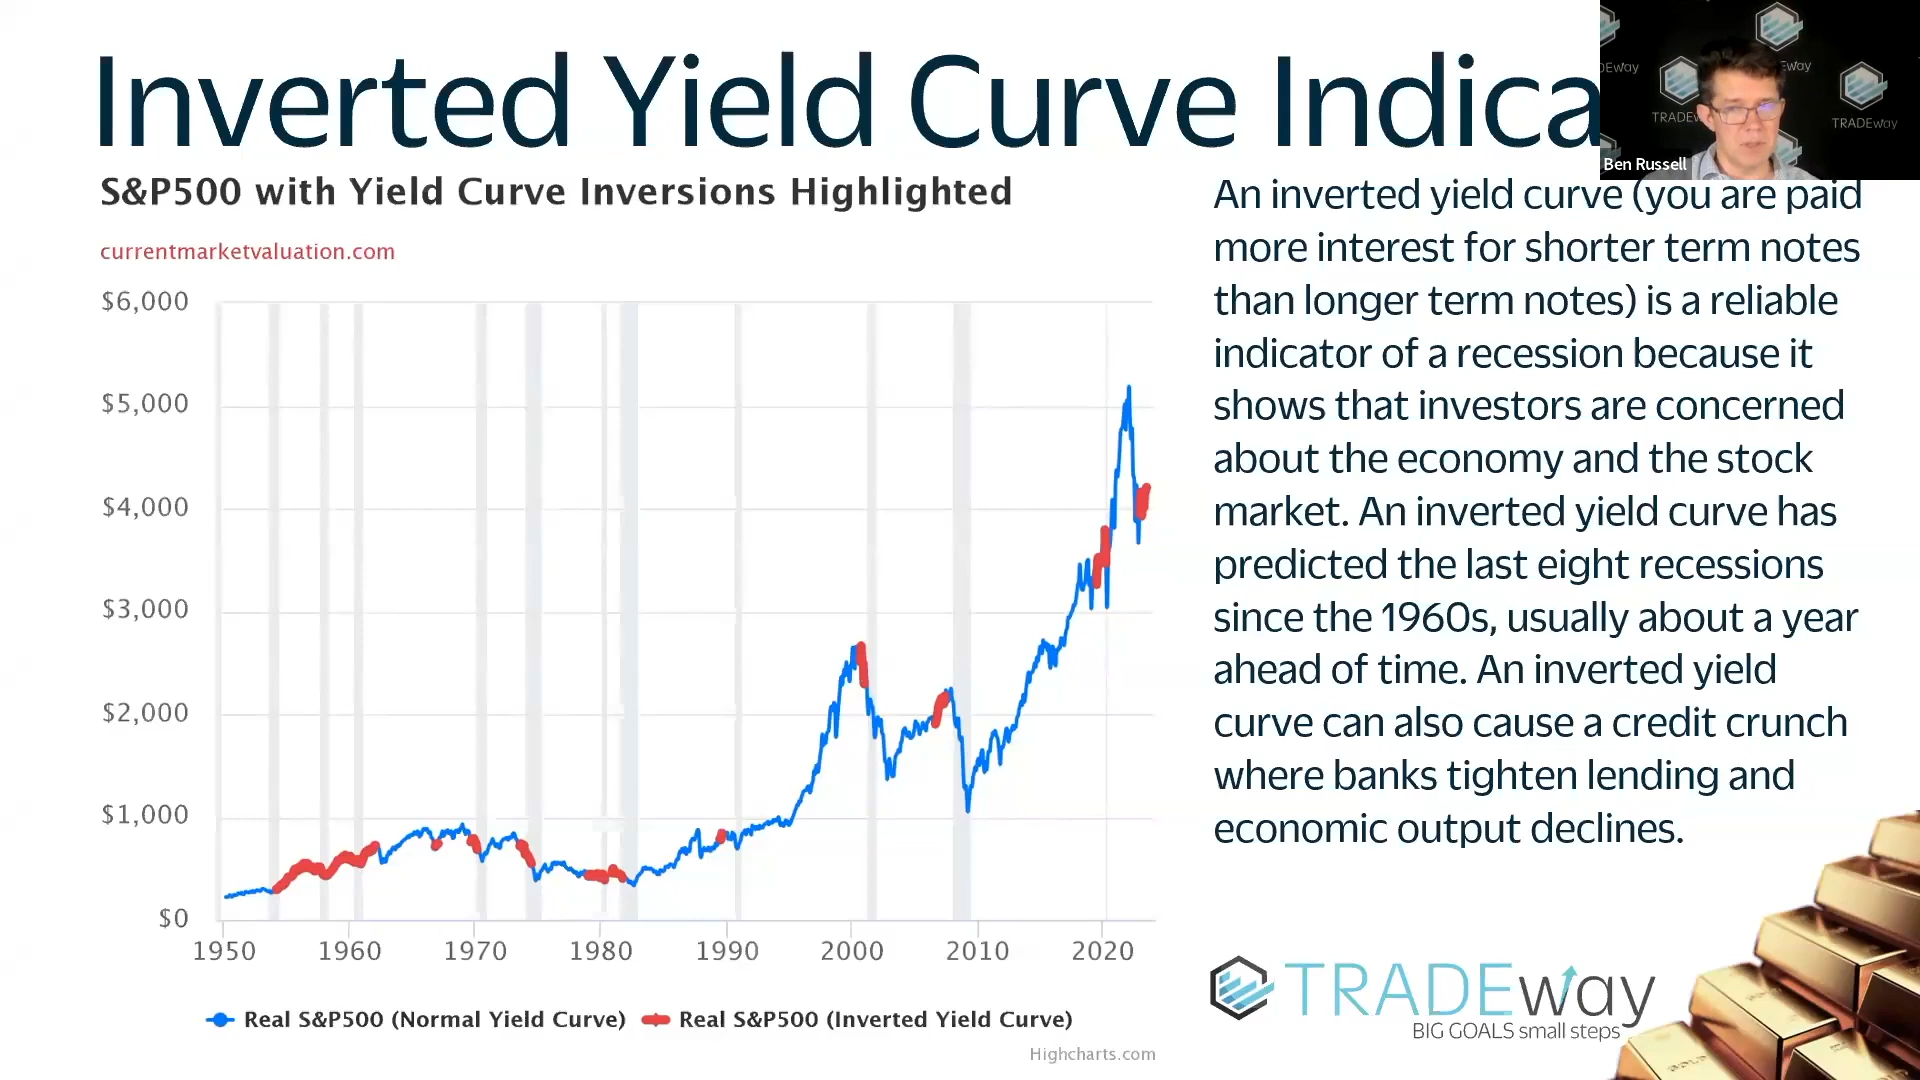 Inverted Yield Curve Indica
DEway
EWAY
TRADEw
TRADEway
Ben Russell
S&P500 with Yield Curve Inversions Highlighted
currentmarketvaluation.com
$6,000
$5,000
$4,000
$3,000
$2,000
$1,000
$0
1950 1960 1970 1980 1990 2000 2010 2020
Real S&P500 (Normal Yield Curve) Real S&P500 (Inverted Yield Curve)
Highcharts.com
An inverted yield curve (you are paid
more interest for shorter term notes
than longer term notes) is a reliable
indicator of a recession because it
shows that investors are concerned
about the economy and the stock
market. An inverted yield curve has
predicted the last eight recessions
since the 1960s, usually about a year
ahead of time. An inverted yield
curve can also cause a credit crunch
where banks tighten lending and
economic output declines.
TRADEway
BIG GOALS small steps